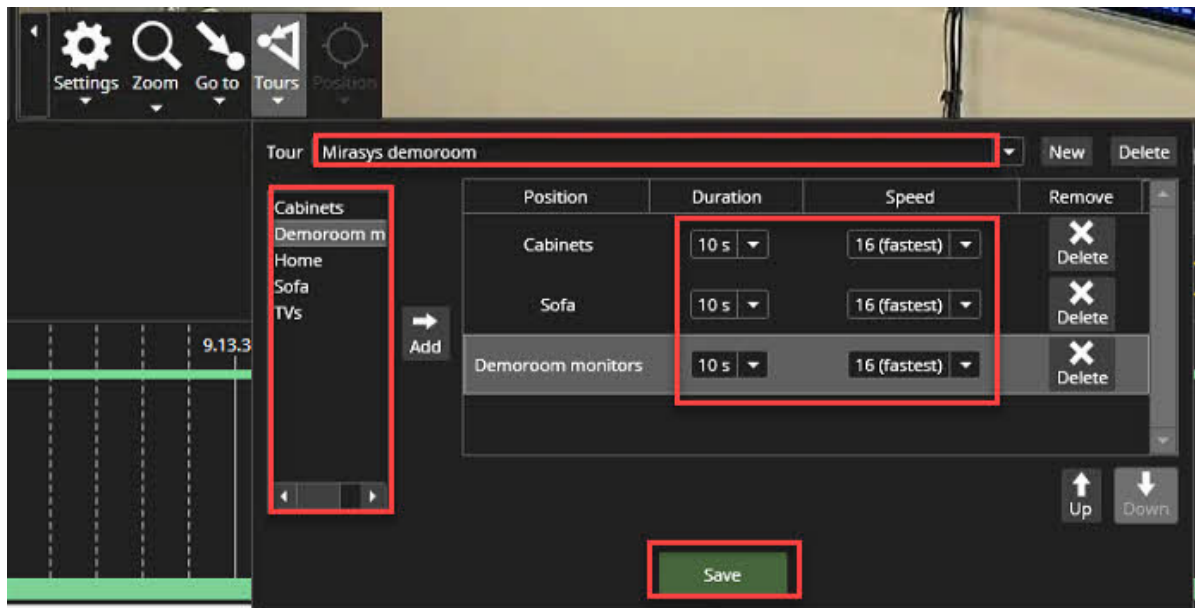 Settings Zoom Go to Tours Position
Tour Mirasys demoroom New Delete
Position Duration Speed Remove
Cabinets
Demoroom m
Home
Sofa
TVs
Add
Cabinets 10 s 16 (fastest) Delete
Sofa 10 s 16 (fastest) Delete
Demoroom monitors 10 s 16 (fastest) Delete
9.13.3
Up Down
Save